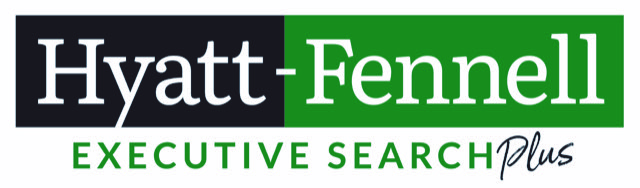 Hyatt-Fennell
EXECUTIVE SEARCH Plus